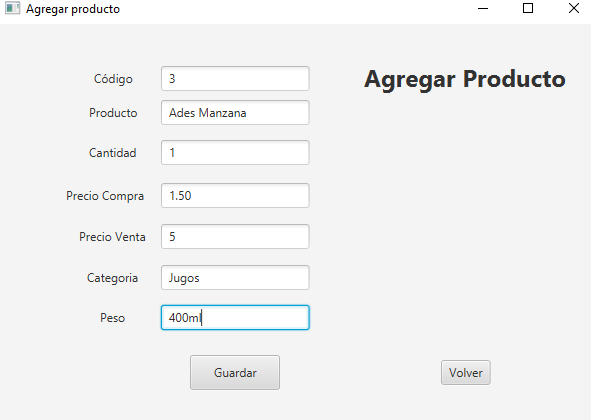 Agregar producto
Agregar Producto
Código 3
Producto Ades Manzana
Cantidad 1
Precio Compra 1.50
Precio Venta 5
Categoria Jugos
Peso 400ml
Guardar
Volver